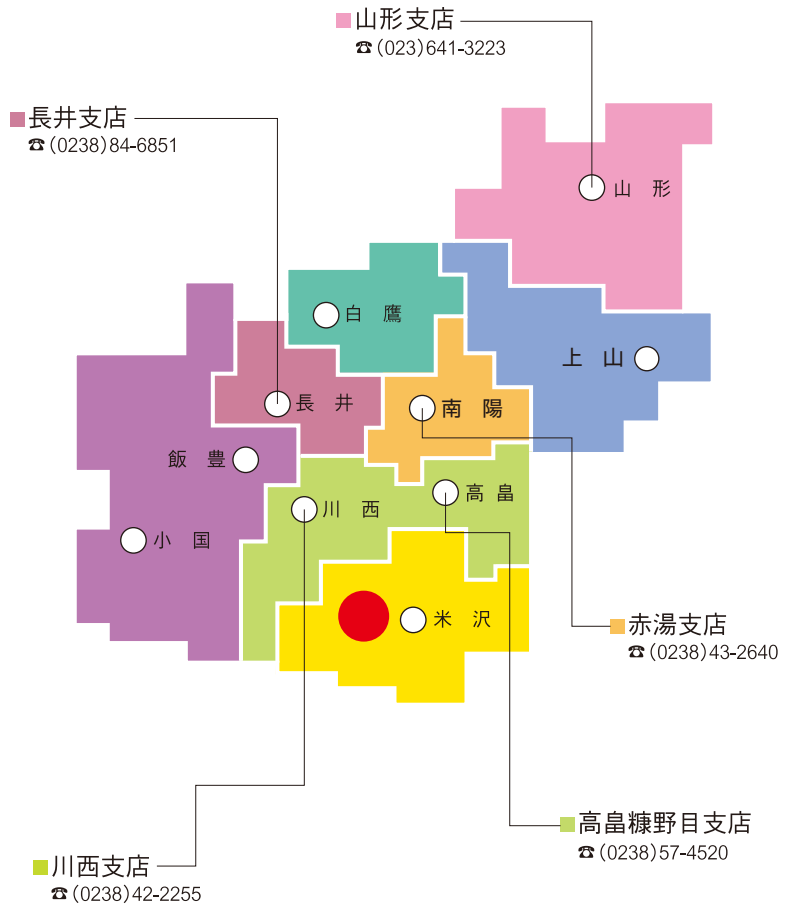 山形支店
☎(023)641-3223
長井支店
☎(0238)84-6851
山 形
白 鷹
上 山
長 井
南 陽
飯 豊
高 畠
川 西
小 国
米 沢
赤湯支店
☎(0238)43-2640
高畠糠野目支店
☎(0238)57-4520
川西支店
☎(0238)42-2255